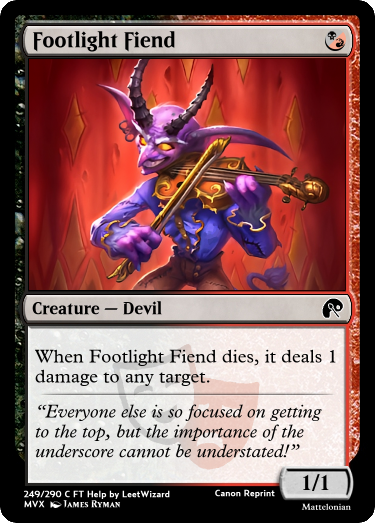 Footlight Fiend
Creature — Devil
When Footlight Fiend dies, it deals 1
damage to any target.
“Everyone else is so focused on getting
to the top, but the importance of the
underscore cannot be understated!”
1/1
249/290 C FT Help by LeetWizard
Canon Reprint
MVX James Ryman
Mattelonian